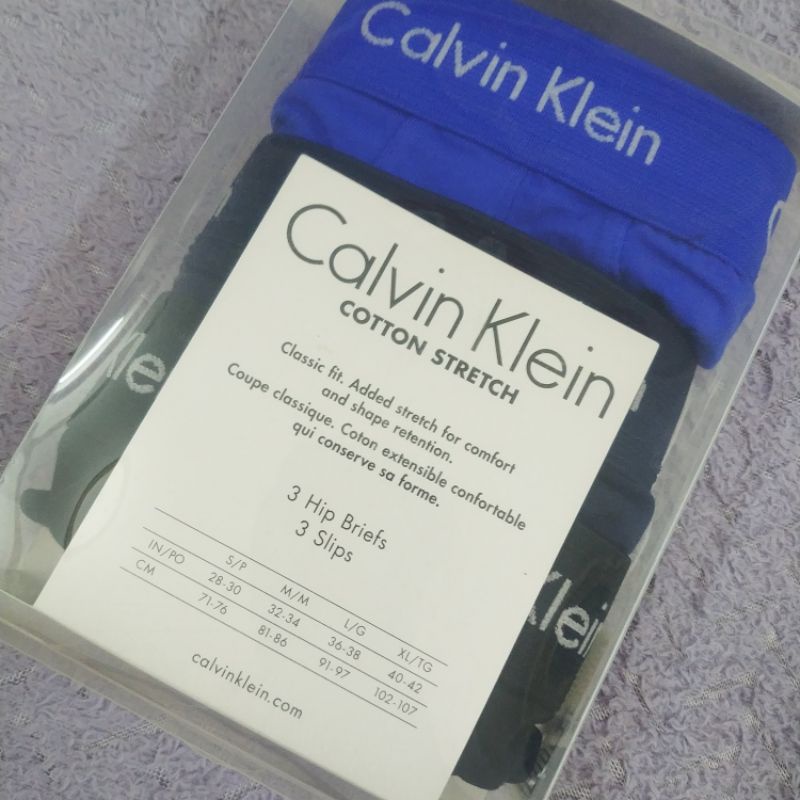 Calvin Klein
Calvin Klein
COTTON STRETCH
Classic fit. Added stretch for comfort
and shape retention.
Coupe classique. Coton extensible confortable
qui conserve sa forme.
3 Hip Briefs
3 Slips
S/P M/M L/G XL/TG
IN/PO 28-30 32-34 36-38 40-42
CM 71-76 81-86 91-97 102-107
calvinklein.com
Kle
Klei